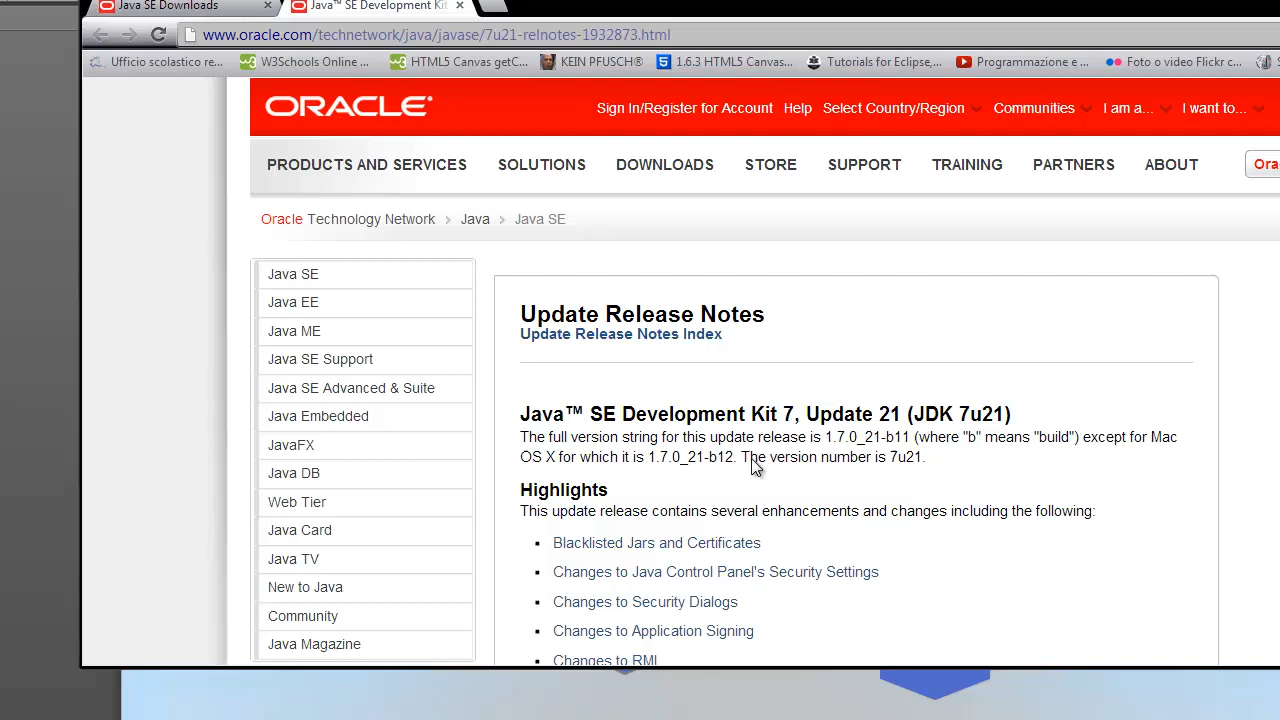 Java SE Downloads
Java™ SE Development Kit
www.oracle.com/technetwork/java/javase/7u21-relnotes-1932873.html
Ufficio scolastico re...
W3Schools Online ...
HTML5 Canvas getC...
KEIN PFUSCH®
1.6.3 HTML5 Canvas...
Tutorials for Eclipse,...
Programmazione e ...
Foto o video Flickr c...
ORACLE
Sign In/Register for Account Help Select Country/Region Communities I am a... I want to...
PRODUCTS AND SERVICES SOLUTIONS DOWNLOADS STORE SUPPORT TRAINING PARTNERS ABOUT
Oracle Technology Network Java Java SE
Java SE
Java EE
Java ME
Java SE Support
Java SE Advanced & Suite
Java Embedded
JavaFX
Java DB
Web Tier
Java Card
Java TV
New to Java
Community
Java Magazine
Update Release Notes
Update Release Notes Index
Java™ SE Development Kit 7, Update 21 (JDK 7u21)
The full version string for this update release is 1.7.0_21-b11 (where "b" means "build") except for Mac
OS X for which it is 1.7.0_21-b12. The version number is 7u21.
Highlights
This update release contains several enhancements and changes including the following:
Blacklisted Jars and Certificates
Changes to Java Control Panel's Security Settings
Changes to Security Dialogs
Changes to Application Signing
Changes to RMI